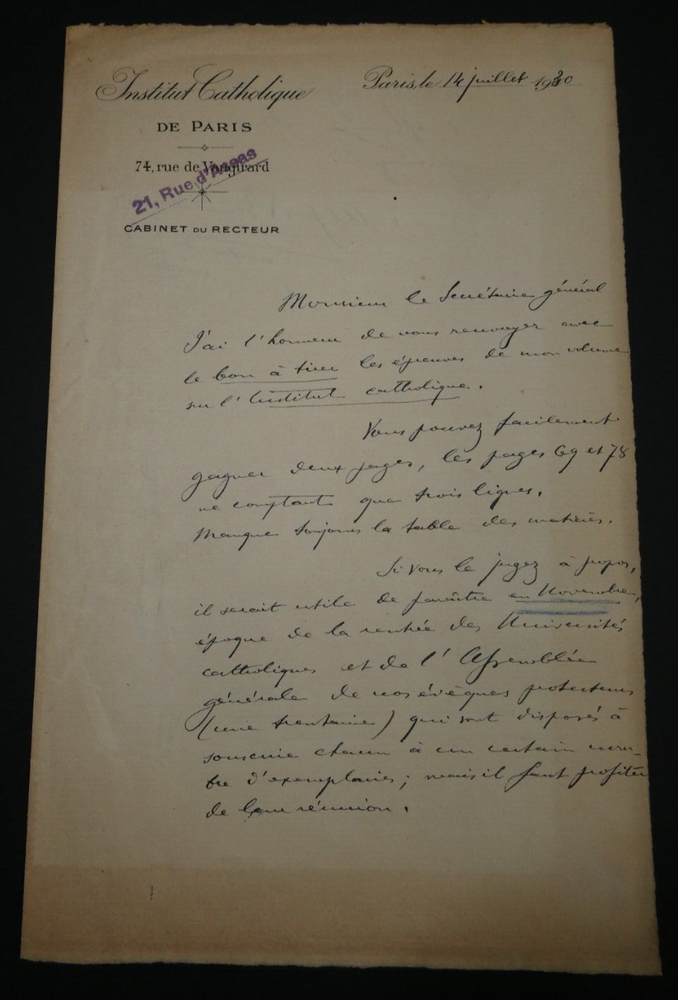 Institut Catholique
DE PARIS
74, rue de Vaugirard
21, Rue d'Assas
CABINET DU RECTEUR
Paris, le 14 juillet 1930
Monsieur le Secrétaire général
J'ai l'honneur de vous renvoyer avec
le bon à tirer les épreuves de mon volume
sur l'Institut catholique.
Vous pouvez facilement
gagner deux pages, les pages 69 et 78
ne comptant que trois lignes.
Manque toujours la table des matières.
Si vous le jugez à propos,
il serait utile de paraître en Novembre,
époque de la rentrée des Universités
catholiques et de l'Assemblée
générale de nos évêques protecteurs
(une trentaine) qui sont disposés à
souscrire chacun à un certain nom-
bre d'exemplaires ; mais il faut profiter
de leur réunion.